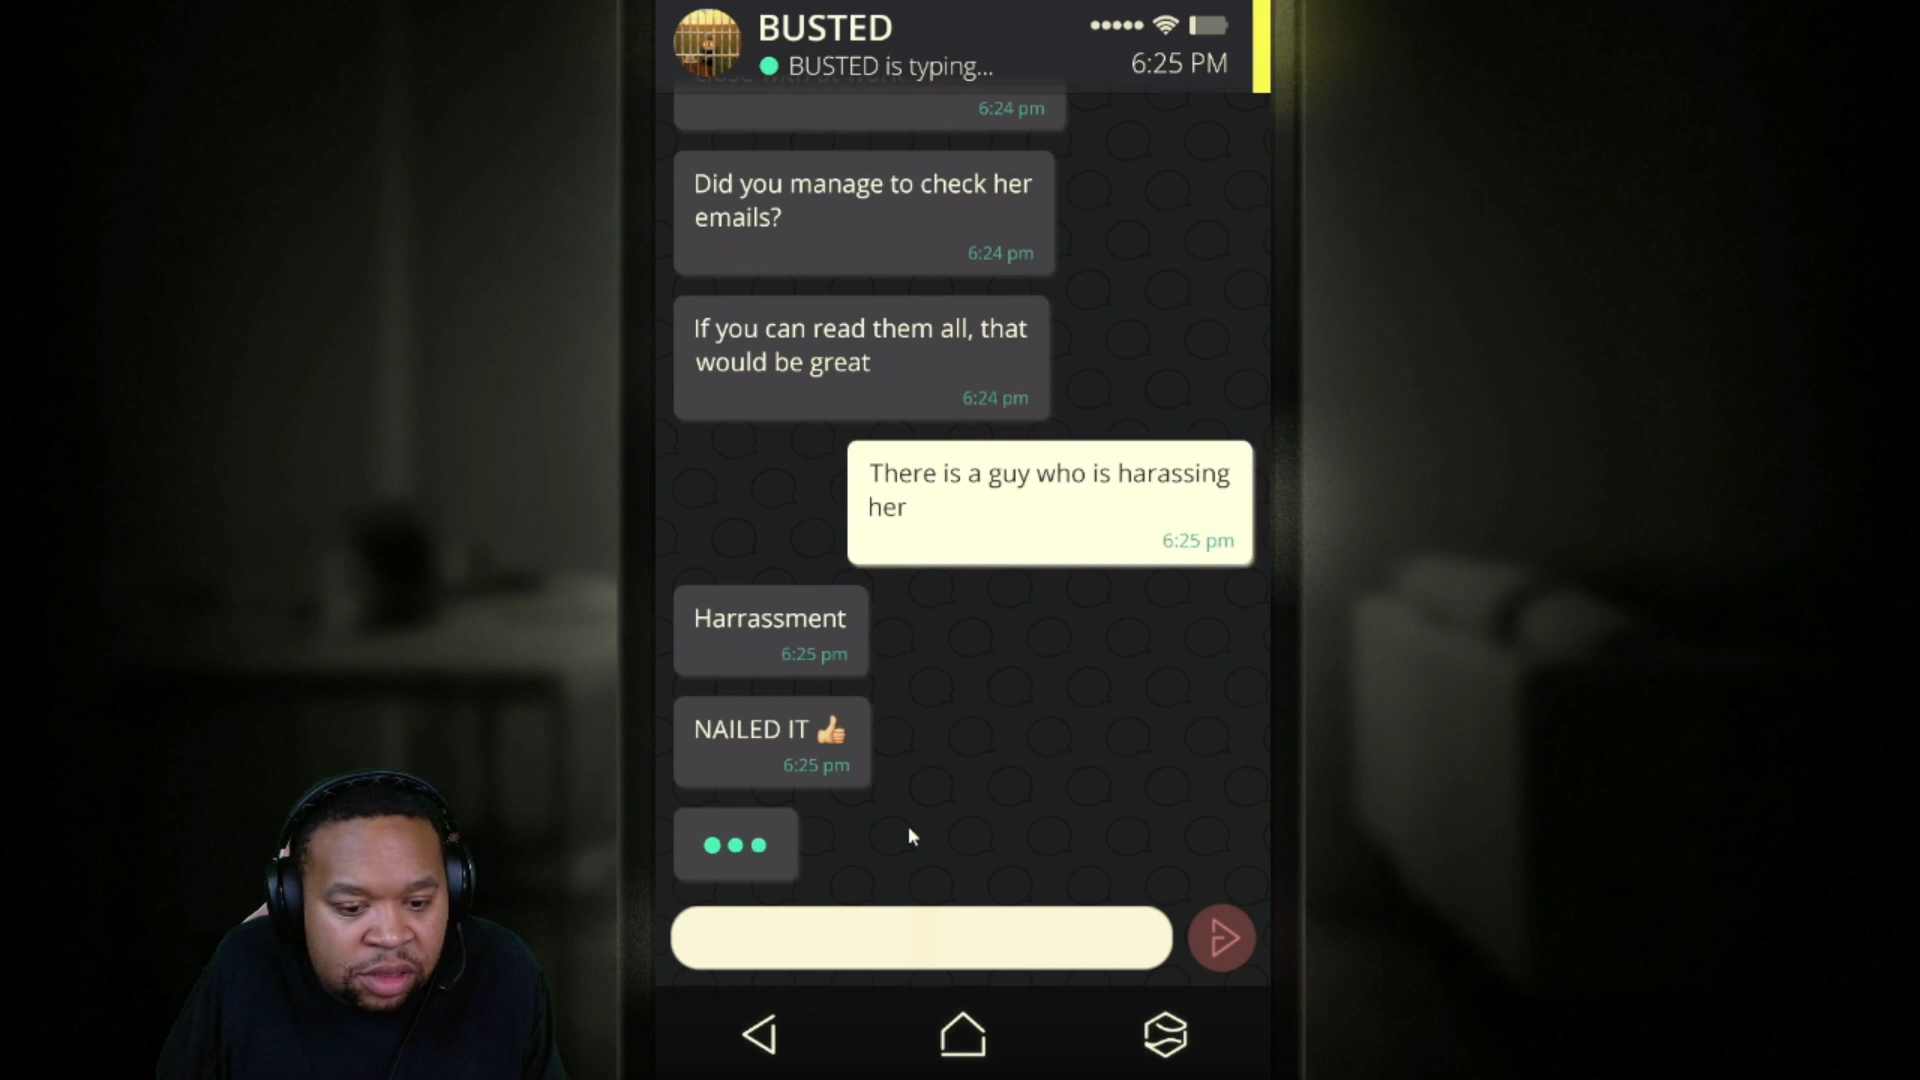 BUSTED
BUSTED is typing...
6:25 PM
6:24 pm
Did you manage to check her
emails?
6:24 pm
If you can read them all, that
would be great
6:24 pm
There is a guy who is harassing
her
6:25 pm
Harrassment
6:25 pm
NAILED IT 👍
6:25 pm